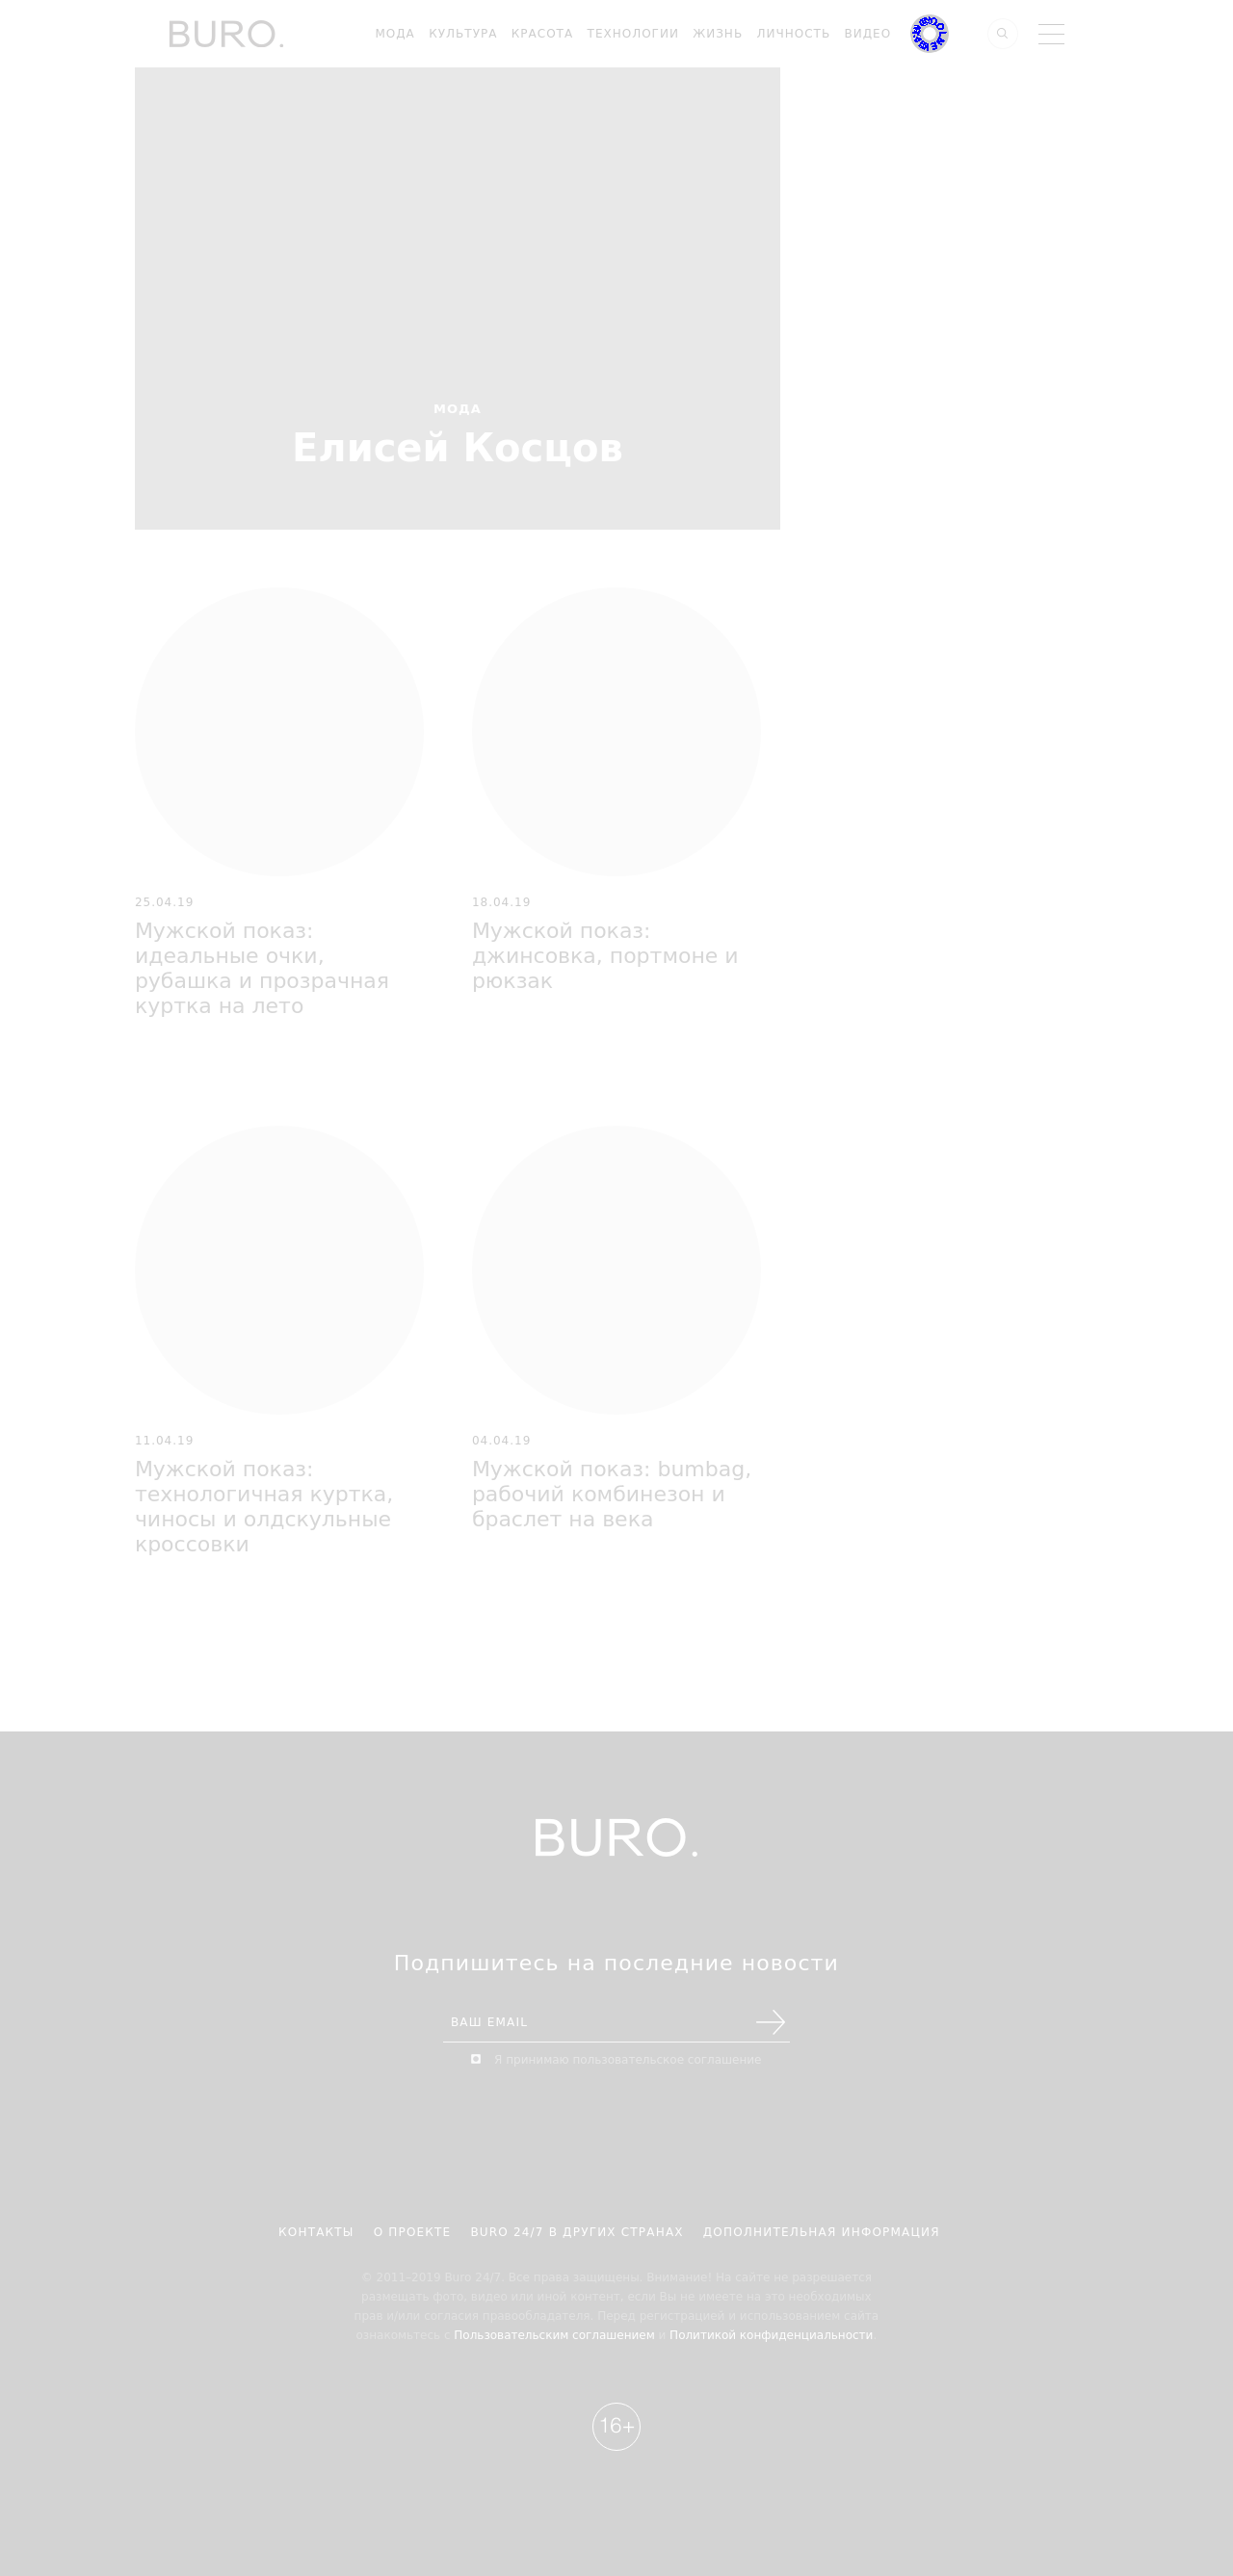 BURO.
МОДА КУЛЬТУРА КРАСОТА ТЕХНОЛОГИИ ЖИЗНЬ ЛИЧНОСТЬ ВИДЕО
МОДА
Елисей Косцов
25.04.19
Мужской показ:
идеальные очки,
рубашка и прозрачная
куртка на лето
18.04.19
Мужской показ:
джинсовка, портмоне и
рюкзак
11.04.19
Мужской показ:
технологичная куртка,
чиносы и олдскульные
кроссовки
04.04.19
Мужской показ: bumbag,
рабочий комбинезон и
браслет на века
BURO.
Подпишитесь на последние новости
ВАШ EMAIL
Я принимаю пользовательское соглашение
КОНТАКТЫ О ПРОЕКТЕ BURO 24/7 В ДРУГИХ СТРАНАХ ДОПОЛНИТЕЛЬНАЯ ИНФОРМАЦИЯ
© 2011–2019 Buro 24/7. Все права защищены. Внимание! На сайте не разрешается
размещать фото, видео или иной контент, если Вы не имеете на это необходимых
прав и/или согласия правообладателя. Перед регистрацией и использованием сайта
ознакомьтесь с Пользовательским соглашением и Политикой конфиденциальности.
16+